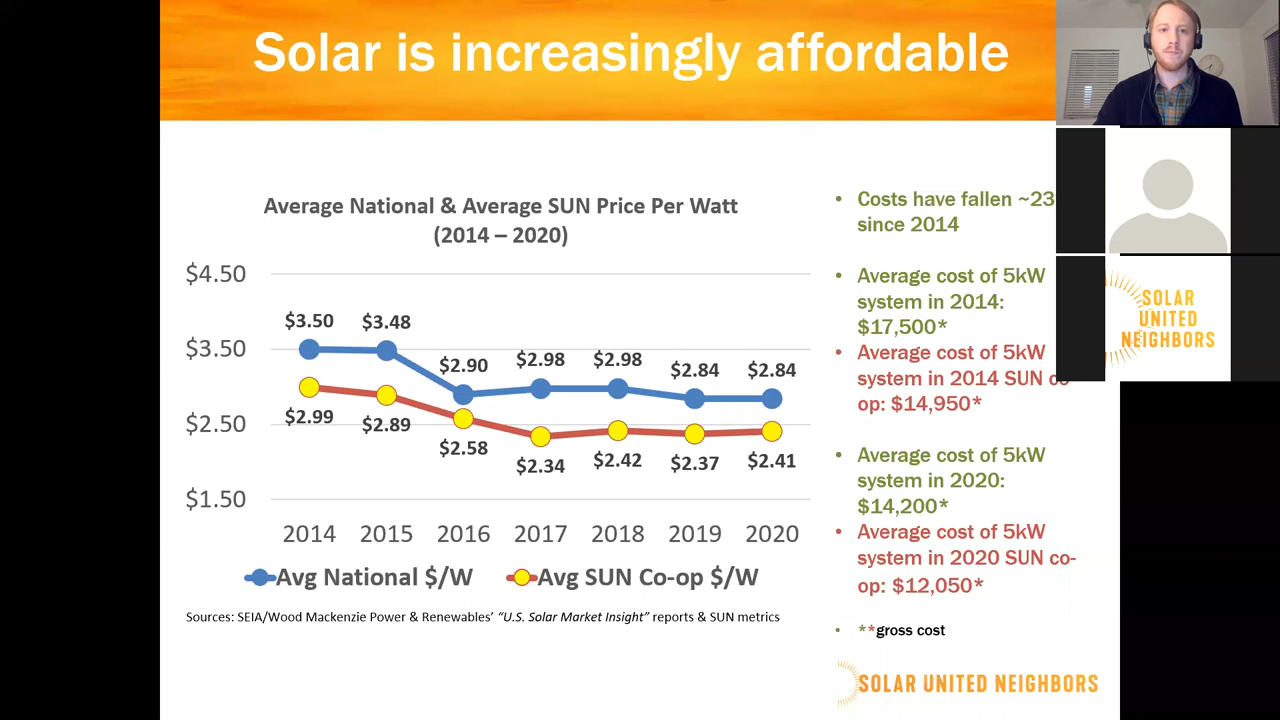 Solar is increasingly affordable
Average National & Average SUN Price Per Watt
(2014 – 2020)
$4.50
$3.50
$2.50
$1.50
$3.50
$3.48
$2.90
$2.98
$2.98
$2.84
$2.84
$2.99
$2.89
$2.58
$2.34
$2.42
$2.37
$2.41
2014 2015 2016 2017 2018 2019 2020
Avg National $/W Avg SUN Co-op $/W
Sources: SEIA/Wood Mackenzie Power & Renewables’ “U.S. Solar Market Insight” reports & SUN metrics
• Costs have fallen ~23
since 2014
• Average cost of 5kW
system in 2014:
$17,500*
• Average cost of 5kW
system in 2014 SUN co-
op: $14,950*
• Average cost of 5kW
system in 2020:
$14,200*
• Average cost of 5kW
system in 2020 SUN co-
op: $12,050*
• **gross cost
SOLAR UNITED NEIGHBORS
SOLAR
UNITED
NEIGHBORS